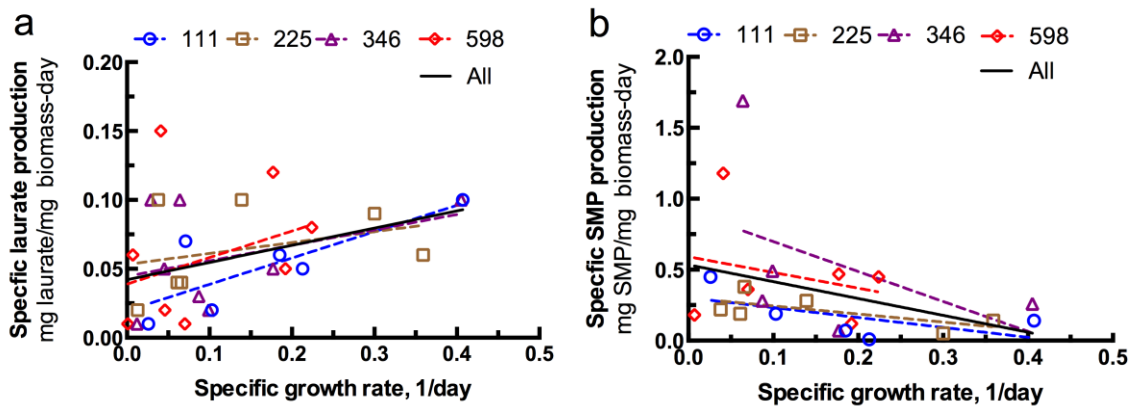 a
111 225 346 598
All
Specfic laurate production
mg laurate/mg biomass-day
0.20
0.15
0.10
0.05
0.00
0.0 0.1 0.2 0.3 0.4 0.5
Specific growth rate, 1/day
b
111 225 346 598
All
Specfc SMP production
mg SMP/mg biomass-day
2.0
1.5
1.0
0.5
0.0
0.0 0.1 0.2 0.3 0.4 0.5
Specific growth rate, 1/day